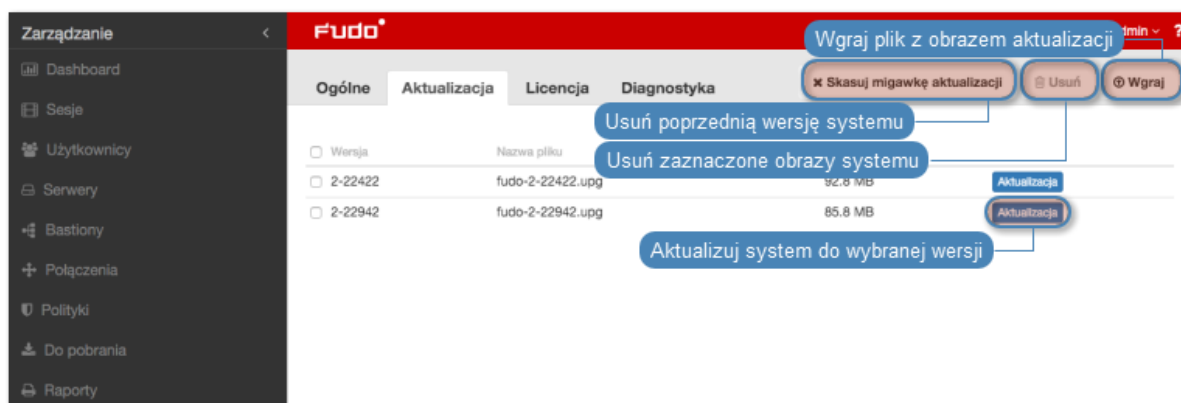 Zarządzanie
Fudo
Wgraj plik z obrazem aktualizacji
dmin
?
Dashboard
Sesje
Użytkownicy
Serwery
Bastiony
Połączenia
Polityki
Do pobrania
Raporty
Ogólne
Aktualizacja
Licencja
Diagnostyka
Skasuj migawkę aktualizacji
Usuń
Wgraj
Usuń poprzednią wersję systemu
Usuń zaznaczone obrazy systemu
Wersja
Nazwa pliku
2-22422
fudo-2-22422.upg
92.8 MB
Aktualizacja
2-22942
fudo-2-22942.upg
85.8 MB
Aktualizacja
Aktualizuj system do wybranej wersji